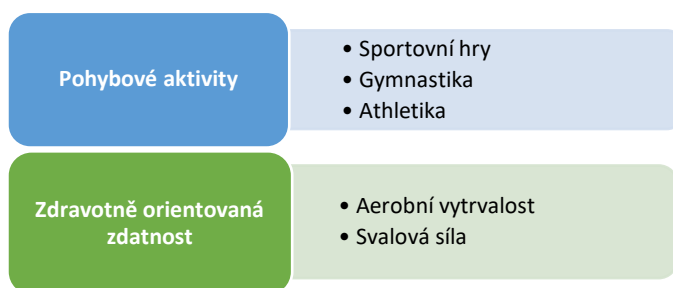 Pohybové aktivity
• Sportovní hry
• Gymnastika
• Athletika
Zdravotně orientovaná
zdatnost
• Aerobní vytrvalost
• Svalová síla